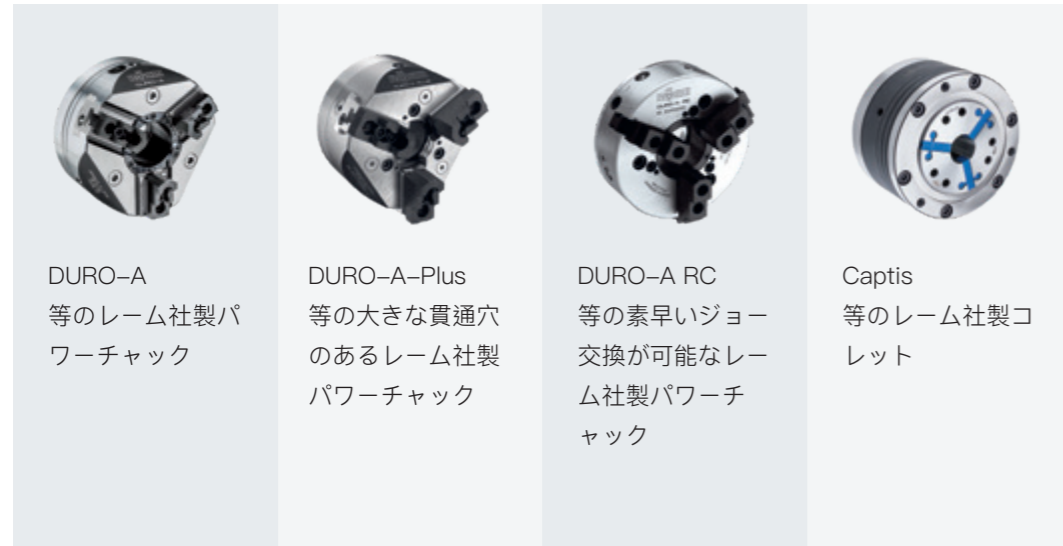 DURO–A
等のレーム社製パ
ワーチャック
DURO–A–Plus
等の大きな貫通穴
のあるレーム社製
パワーチャック
DURO–A RC
等の素早いジョー
交換が可能なレー
ム社製パワーチ
ャック
Captis
等のレーム社製コ
レット